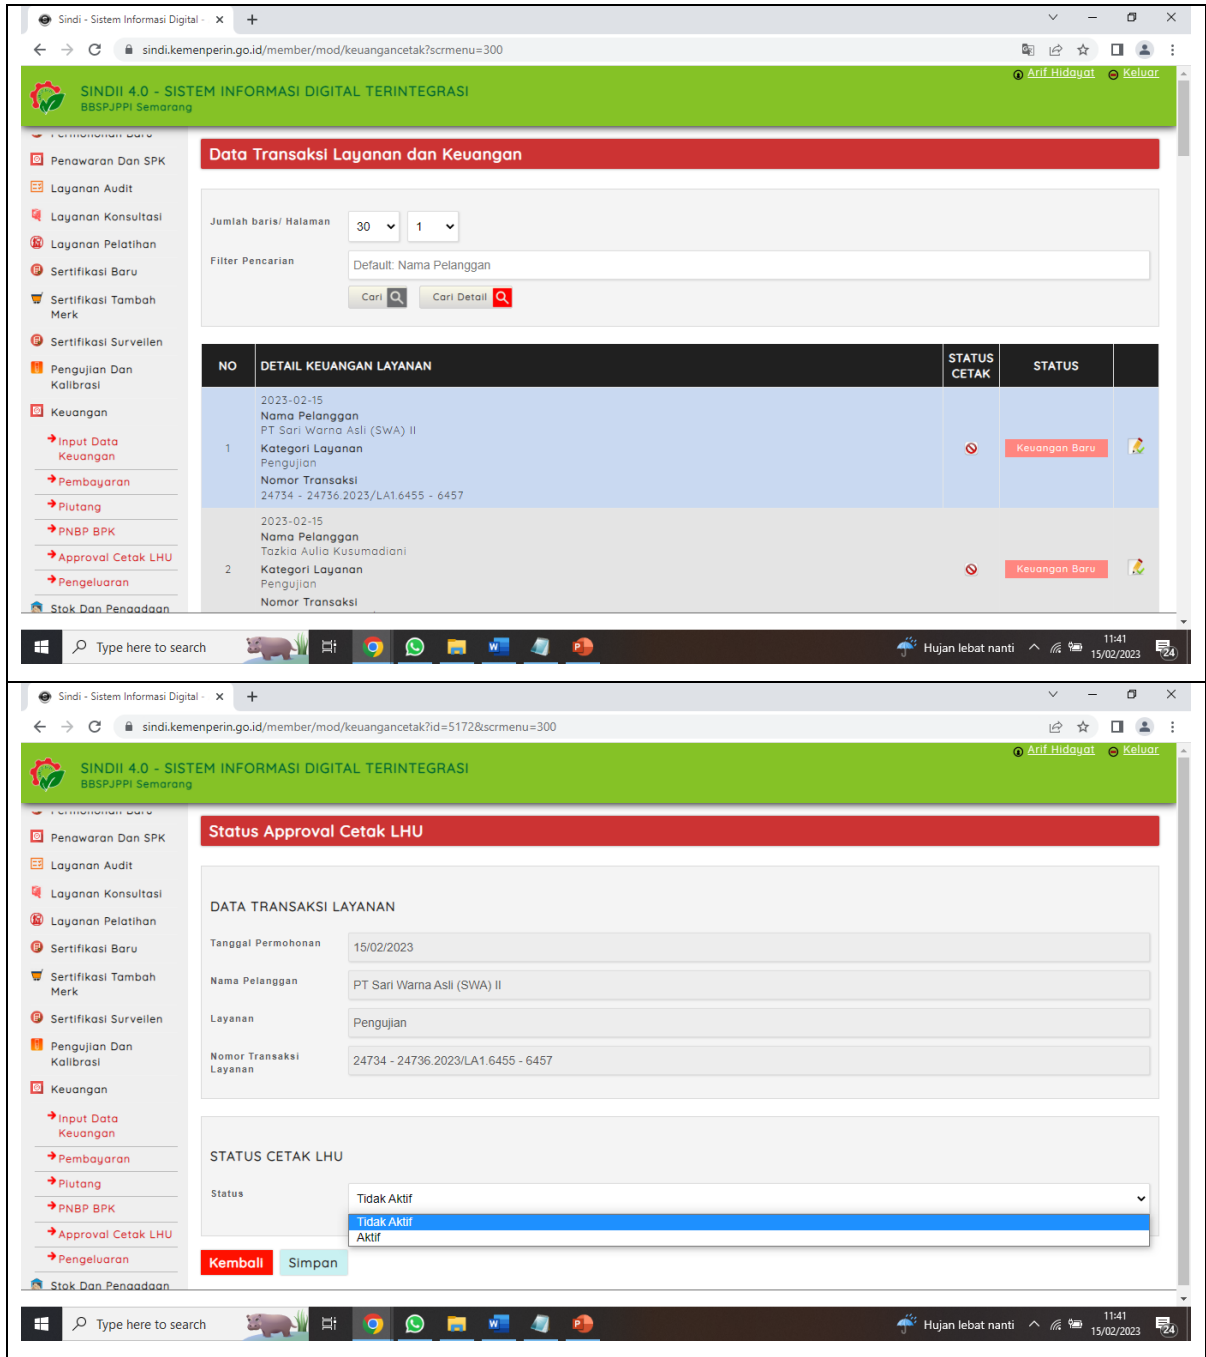 Sindi - Sistem Informasi Digital -
sindi.kemenperin.go.id/member/mod/keuangancetak?scrmenu=300
Arif Hidayat Keluar
SINDII 4.0 - SISTEM INFORMASI DIGITAL TERINTEGRASI
BBSPJPPI Semarang
Permohonan Baru
Penawaran Dan SPK
Layanan Audit
Layanan Konsultasi
Layanan Pelatihan
Sertifikasi Baru
Sertifikasi Tambah
Merk
Sertifikasi Surveilen
Pengujian Dan
Kalibrasi
Keuangan
Input Data
Keuangan
Pembayaran
Piutang
PNBP BPK
Approval Cetak LHU
Pengeluaran
Stok Dan Pengadaan
Data Transaksi Layanan dan Keuangan
Jumlah baris/ Halaman 30 1
Filter Pencarian Default: Nama Pelanggan
Cari Cari Detail
NO DETAIL KEUANGAN LAYANAN STATUS CETAK STATUS
2023-02-15
Nama Pelanggan
PT Sari Warna Asli (SWA) II
1 Kategori Layanan Keuangan Baru
Pengujian
Nomor Transaksi
24734 - 24736.2023/LA1.6455 - 6457
2023-02-15
Nama Pelanggan
Tazkia Aulia Kusumadiani
2 Kategori Layanan Keuangan Baru
Pengujian
Nomor Transaksi
Type here to search Hujan lebat nanti 11:41
15/02/2023 24
Sindi - Sistem Informasi Digital -
sindi.kemenperin.go.id/member/mod/keuangancetak?id=5172&scrmenu=300
Arif Hidayat Keluar
SINDII 4.0 - SISTEM INFORMASI DIGITAL TERINTEGRASI
BBSPJPPI Semarang
Permohonan Baru
Penawaran Dan SPK
Layanan Audit
Layanan Konsultasi
Layanan Pelatihan
Sertifikasi Baru
Sertifikasi Tambah
Merk
Sertifikasi Surveilen
Pengujian Dan
Kalibrasi
Keuangan
Input Data
Keuangan
Pembayaran
Piutang
PNBP BPK
Approval Cetak LHU
Pengeluaran
Stok Dan Pengadaan
Status Approval Cetak LHU
DATA TRANSAKSI LAYANAN
Tanggal Permohonan 15/02/2023
Nama Pelanggan PT Sari Warna Asli (SWA) II
Layanan Pengujian
Nomor Transaksi Layanan 24734 - 24736.2023/LA1.6455 - 6457
STATUS CETAK LHU
Status Tidak Aktif
Tidak Aktif
Aktif
Kembali Simpan
Type here to search Hujan lebat nanti 11:41
15/02/2023 24